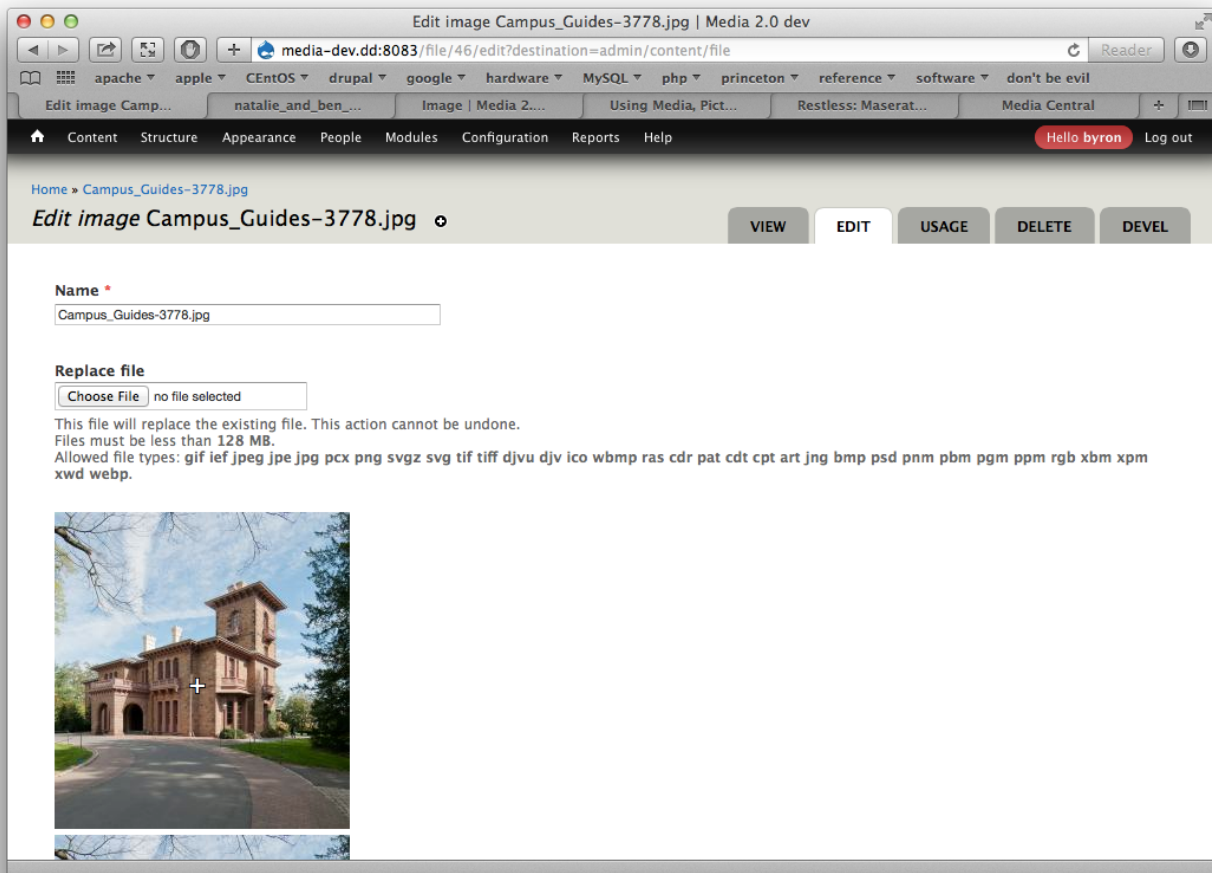 Edit image Campus_Guides-3778.jpg | Media 2.0 dev
media-dev.dd:8083/file/46/edit?destination=admin/content/file Reader
apache apple CEntOS drupal google hardware MySQL php princeton reference software don't be evil
Edit image Camp... natalie_and_ben_... Image | Media 2.... Using Media, Pict... Restless: Maserat... Media Central
Content Structure Appearance People Modules Configuration Reports Help Hello byron Log out
Home » Campus_Guides-3778.jpg
Edit image Campus_Guides-3778.jpg
VIEW EDIT USAGE DELETE DEVEL
Name *
Campus_Guides-3778.jpg
Replace file
Choose File no file selected
This file will replace the existing file. This action cannot be undone.
Files must be less than 128 MB.
Allowed file types: gif ief jpeg jpe jpg pcx png svgz svg tif tiff djvu djv ico wbmp ras cdr pat cdt cpt art jng bmp psd pnm pbm pgm ppm rgb xbm xpm
xwd webp.